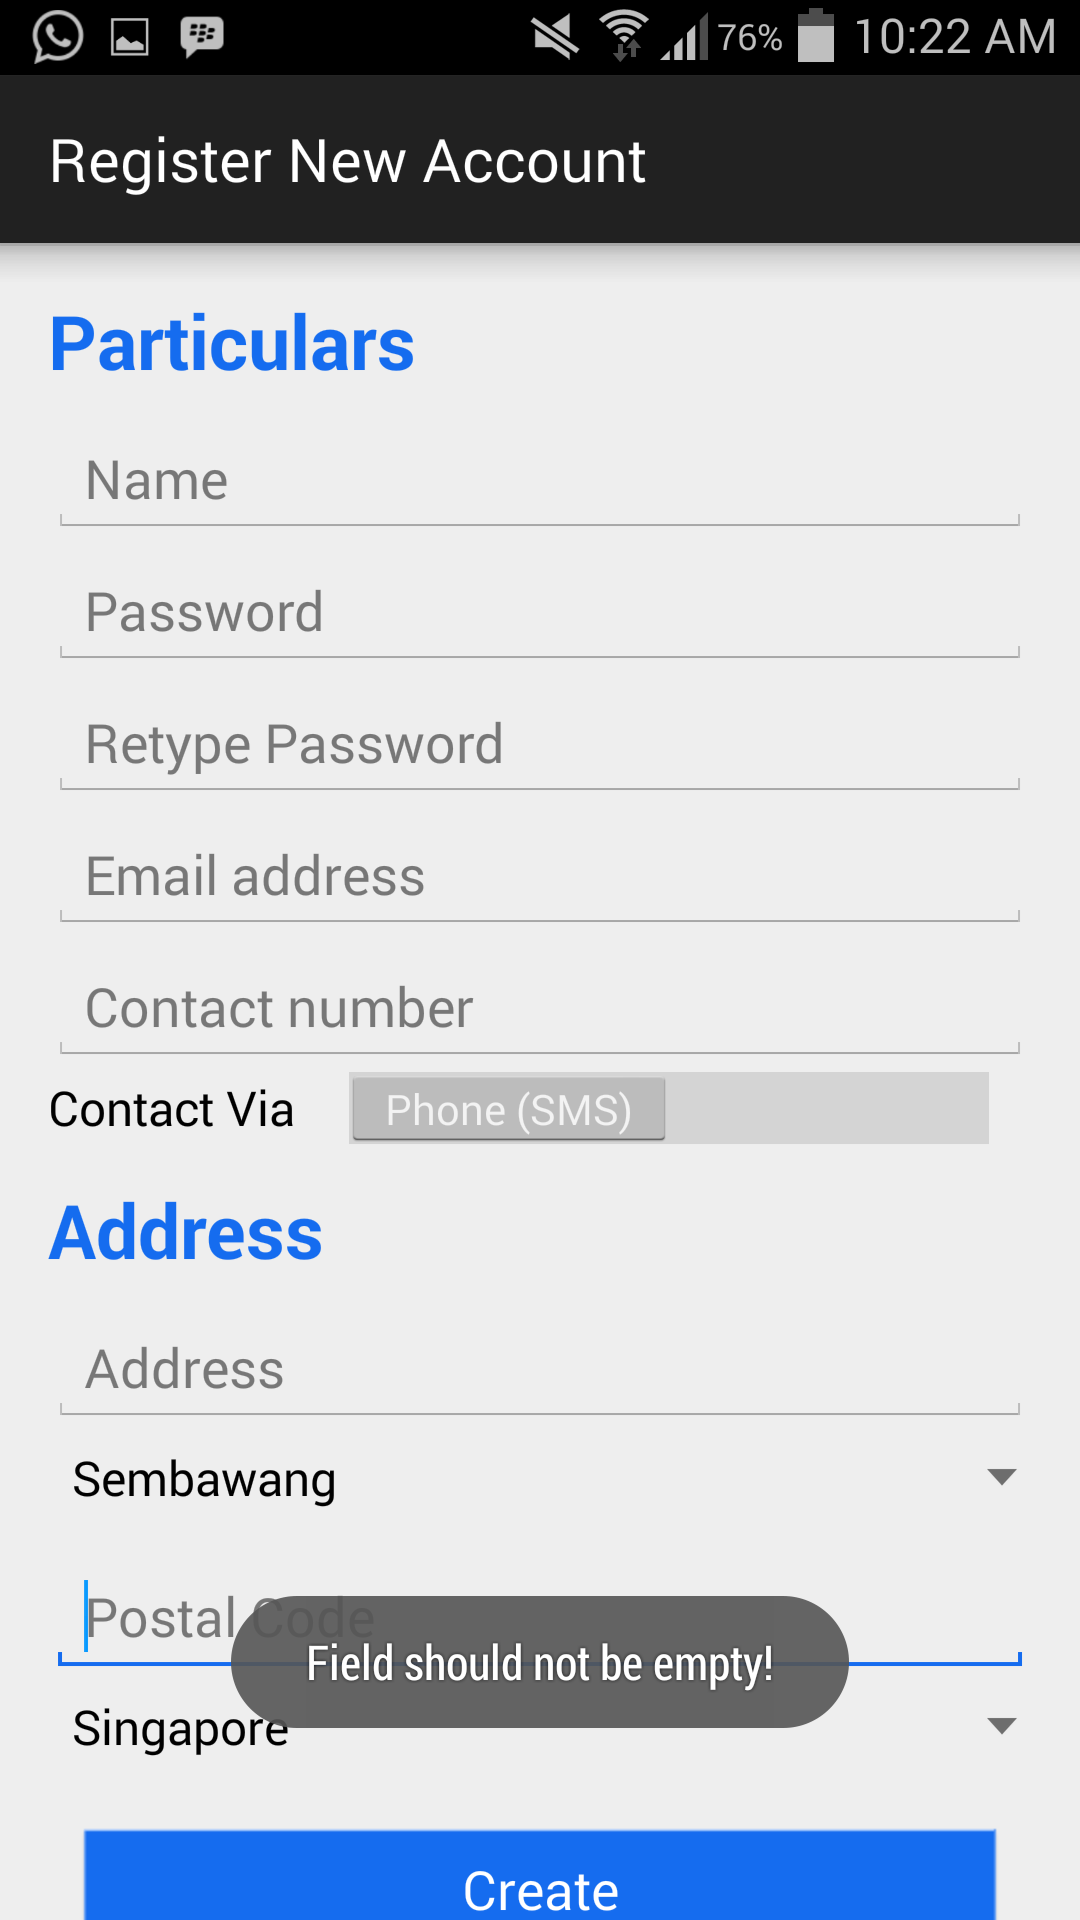 76% 10:22 AM
Register New Account
Particulars
Name
Password
Retype Password
Email address
Contact number
Contact Via Phone (SMS)
Address
Address
Sembawang
Postal Code
Field should not be empty!
Singapore
Create